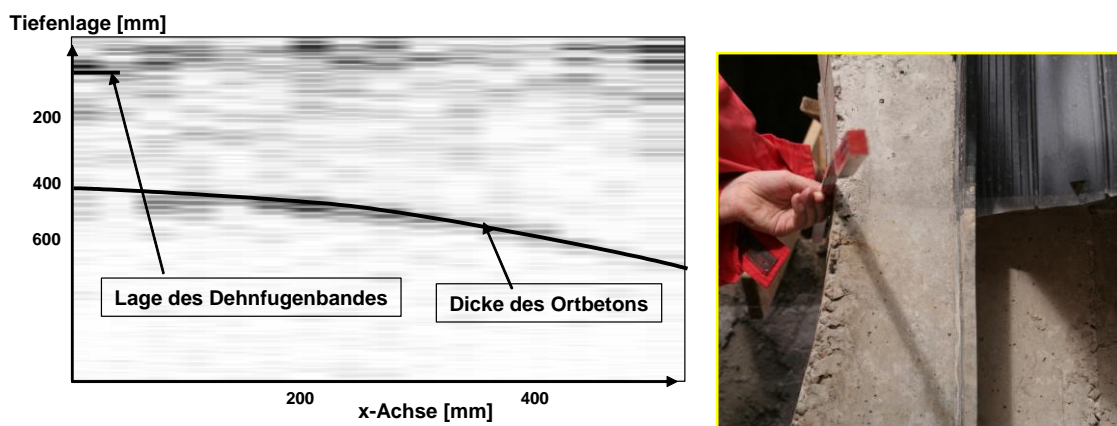 Tiefenlage [mm]
200
400
600
Lage des Dehnfugenbandes
Dicke des Ortbetons
200
400
x-Achse [mm]